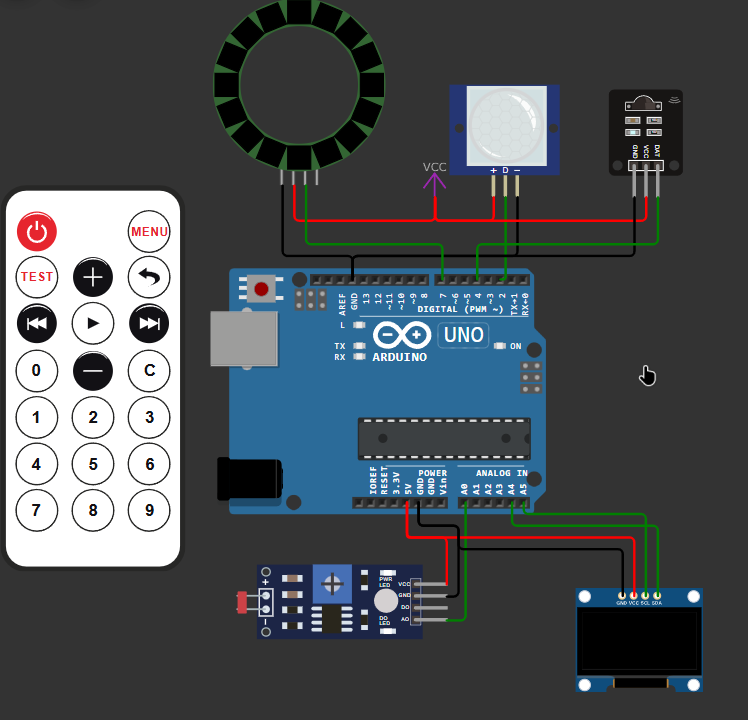 VCC
+ D −
GND VCC DAT
MENU
TEST
0 C
1 2 3
4 5 6
7 8 9
AREF GND 13 12 ~11 ~10 ~9 8 7 ~6 ~5 4 ~3 2 TX→1 RX←0
DIGITAL (PWM ~)
L
TX
RX
UNO
ON
ARDUINO
POWER
ANALOG IN
IOREF RESET 3.3V 5V GND GND Vin A0 A1 A2 A3 A4 A5
+
−
PWR
LED
DO
LED
VCC
GND
DO
AO
GND VCC SCL SDA